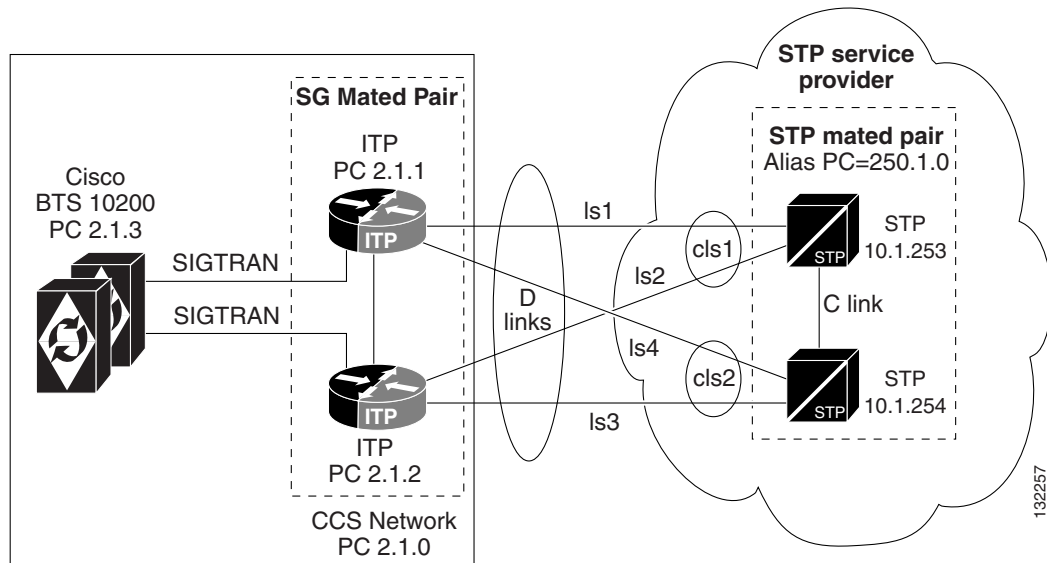 SG Mated Pair
ITP
PC 2.1.1
ITP
Cisco
BTS 10200
PC 2.1.3
SIGTRAN
SIGTRAN
ITP
ITP
PC 2.1.2
CCS Network
PC 2.1.0
D
links
ls1
ls2
ls4
ls3
cls1
cls2
STP service
provider
STP mated pair
Alias PC=250.1.0
STP
STP
10.1.253
C link
STP
STP
10.1.254
132257